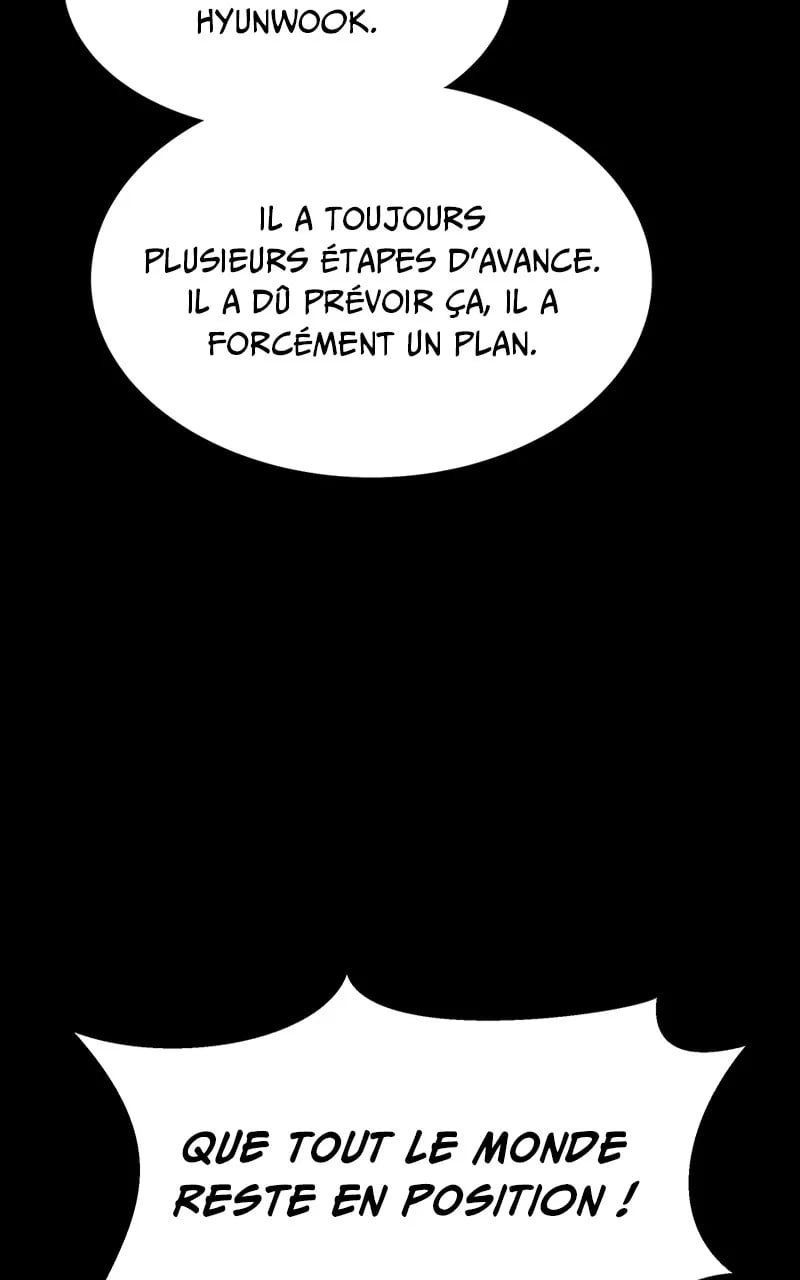 HYUNWOOK.
IL A TOUJOURS
PLUSIEURS ÉTAPES D'AVANCE.
IL A DÛ PRÉVOIR ÇA, IL A
FORCÉMENT UN PLAN.
QUE TOUT LE MONDE
RESTE EN POSITION !